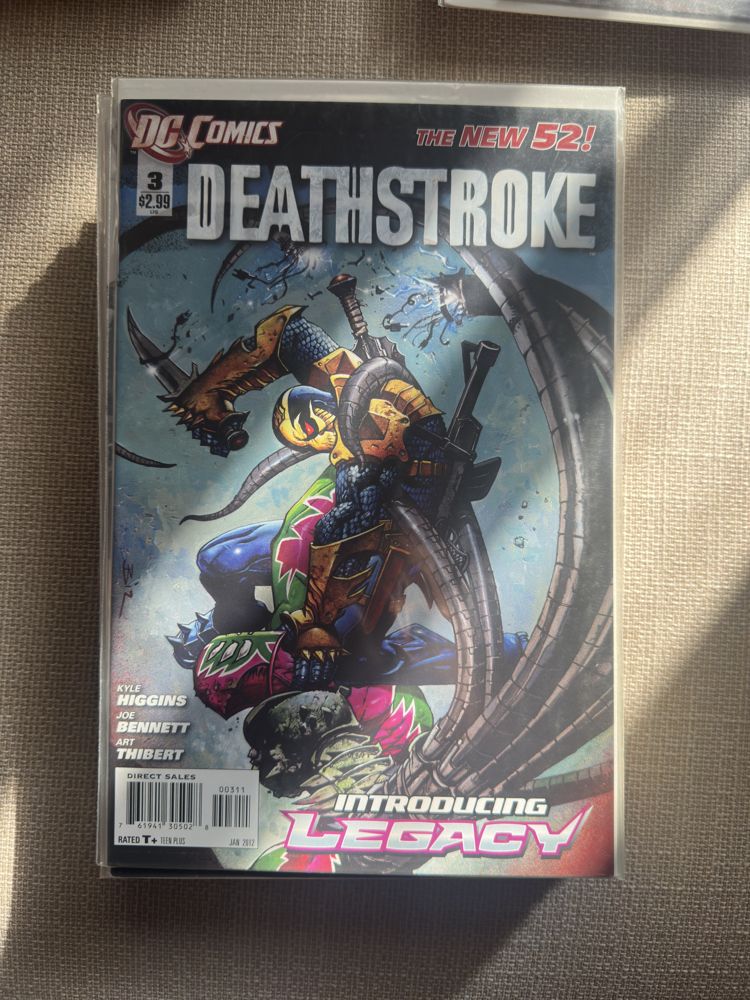 DC COMICS
THE NEW 52!
3
$2.99
DEATHSTROKE
KYLE
HIGGINS
JOE
BENNETT
ART
THIBERT
DIRECT SALES
00311
7 61941 30502 8
RATED T+ TEEN PLUS JAN 2012
INTRODUCING
LEGACY